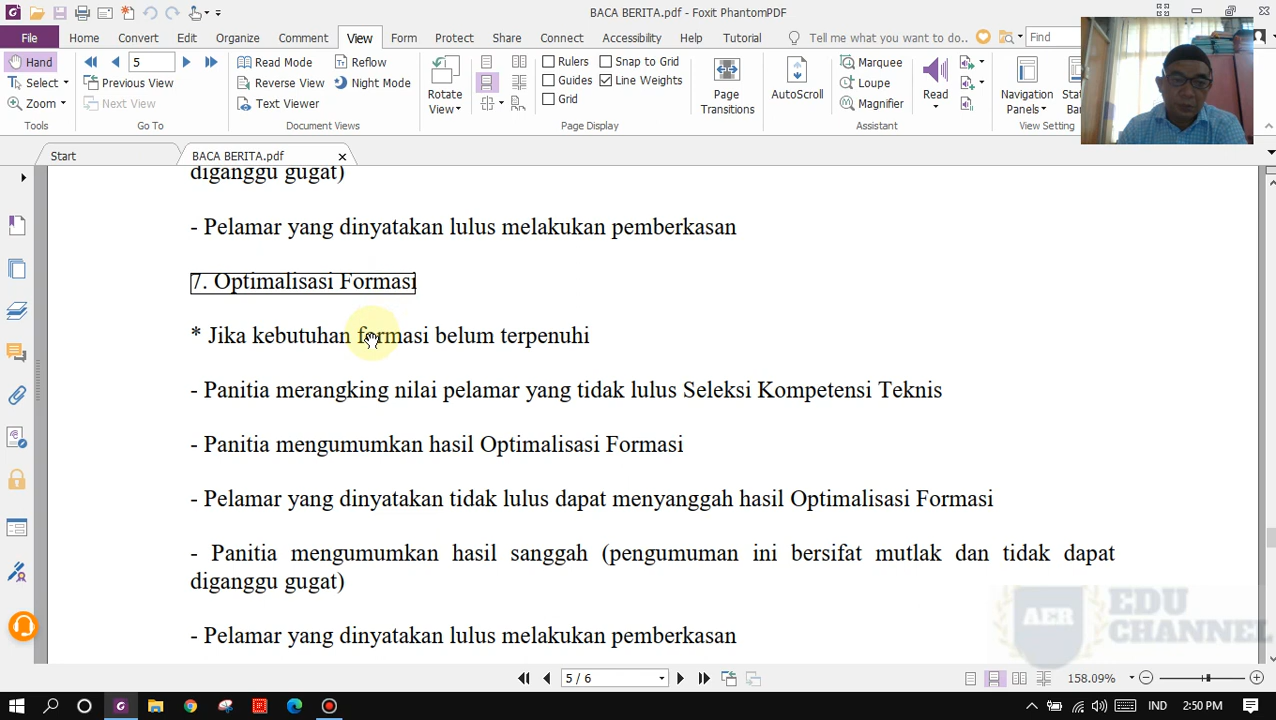 BACA BERITA.pdf - Foxit PhantomPDF
File Home Convert Edit Organize Comment View Form Protect Share Connect Accessibility Help Tutorial Tell me what you want to do.. Find
Hand 5 Read Mode Reflow Rulers Snap to Grid Marquee
Select Previous View Reverse View Night Mode Guides Line Weights Loupe
Zoom Next View Text Viewer Rotate View Grid Page Transitions AutoScroll Magnifier Read Navigation Panels
Tools Go To Document Views Page Display Assistant View Setting
Start BACA BERITA.pdf
diganggu gugat)
- Pelamar yang dinyatakan lulus melakukan pemberkasan
7. Optimalisasi Formasi
* Jika kebutuhan formasi belum terpenuhi
- Panitia merangking nilai pelamar yang tidak lulus Seleksi Kompetensi Teknis
- Panitia mengumumkan hasil Optimalisasi Formasi
- Pelamar yang dinyatakan tidak lulus dapat menyanggah hasil Optimalisasi Formasi
- Panitia mengumumkan hasil sanggah (pengumuman ini bersifat mutlak dan tidak dapat
diganggu gugat)
- Pelamar yang dinyatakan lulus melakukan pemberkasan
AER EDU
CHANNEL
5 / 6 158.09%
IND 2:50 PM